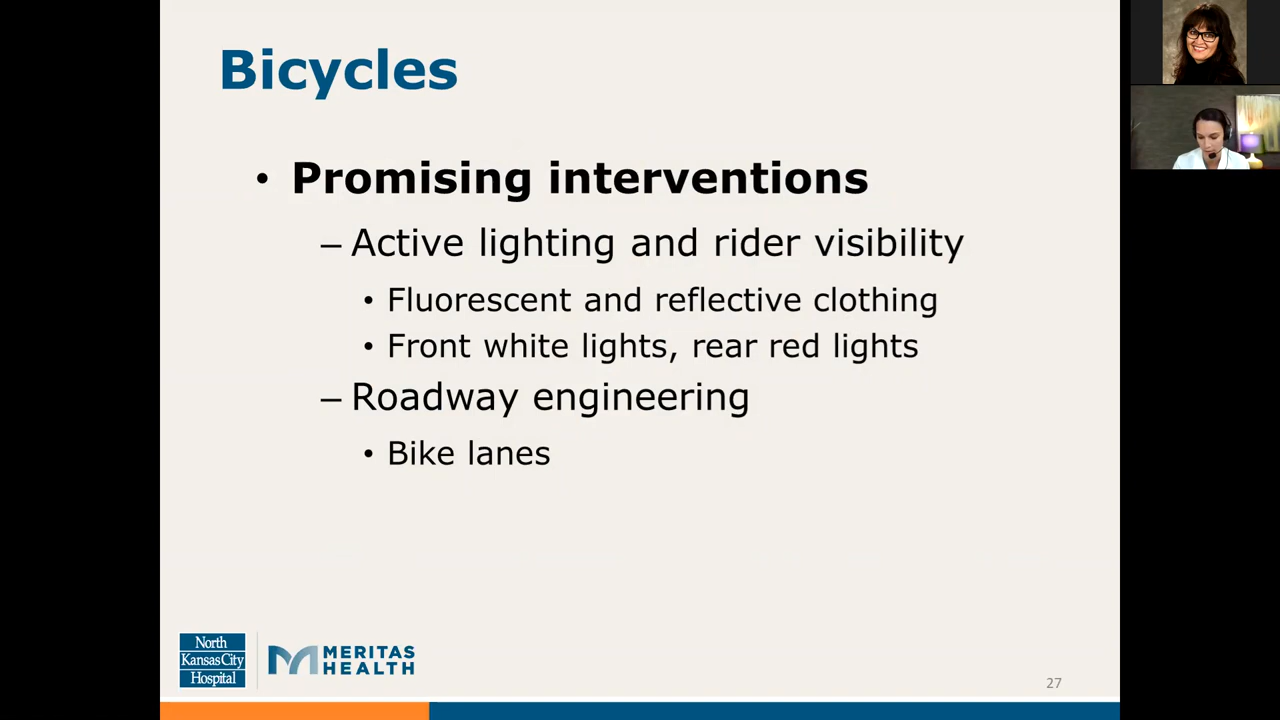 Bicycles
• Promising interventions
– Active lighting and rider visibility
• Fluorescent and reflective clothing
• Front white lights, rear red lights
– Roadway engineering
• Bike lanes
North
Kansas City
Hospital
MERITAS
HEALTH
27